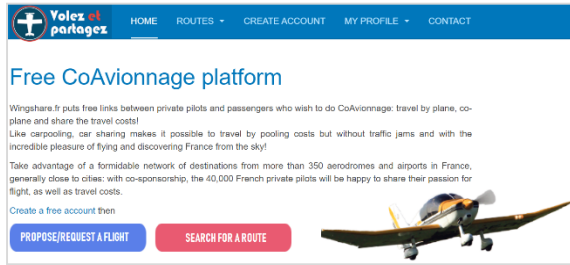 Volez et
partagez
HOME ROUTES CREATE ACCOUNT MY PROFILE CONTACT
Free CoAvionnage platform
Wingshare.fr puts free links between private pilots and passengers who wish to do CoAvionnage: travel by plane, co-
plane and share the travel costs!
Like carpooling, car sharing makes it possible to travel by pooling costs but without traffic jams and with the
incredible pleasure of flying and discovering France from the sky!
Take advantage of a formidable network of destinations from more than 350 aerodromes and airports in France,
generally close to cities: with co-sponsorship, the 40,000 French private pilots will be happy to share their passion for
flight, as well as travel costs.
Create a free account then
PROPOSE/REQUEST A FLIGHT SEARCH FOR A ROUTE